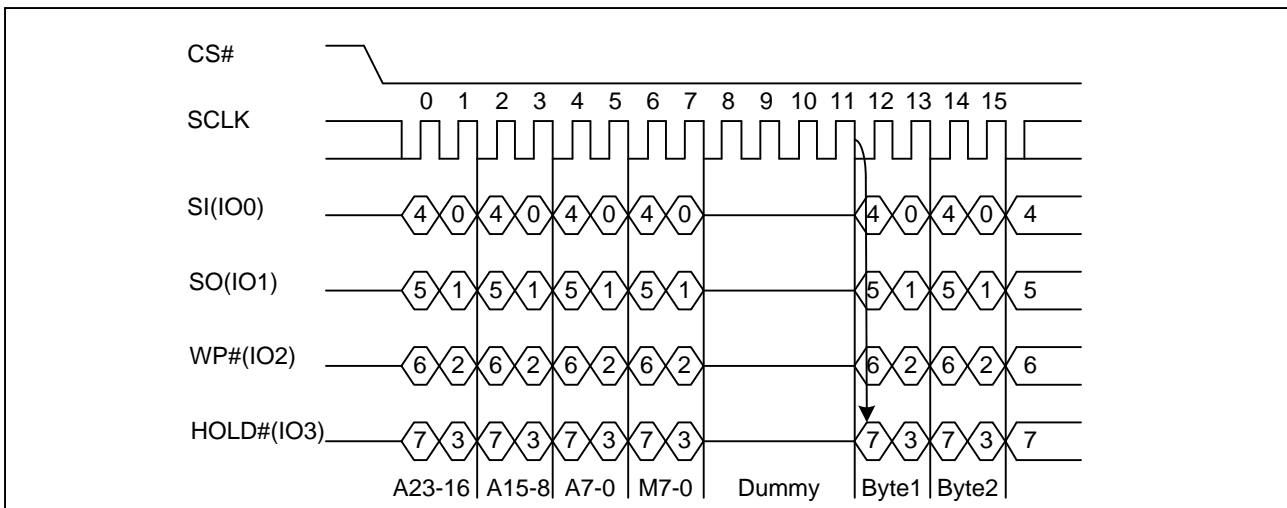 CS#
0 1 2 3 4 5 6 7 8 9 10 11 12 13 14 15
SCLK
SI(IO0) 4 0 4 0 4 0 4 0 4 0 4 0 4
SO(IO1) 5 1 5 1 5 1 5 1 5 1 5 1 5
WP#(IO2) 6 2 6 2 6 2 6 2 6 2 6 2 6
HOLD#(IO3) 7 3 7 3 7 3 7 3 7 3 7 3 7
A23-16 A15-8 A7-0 M7-0 Dummy Byte1 Byte2